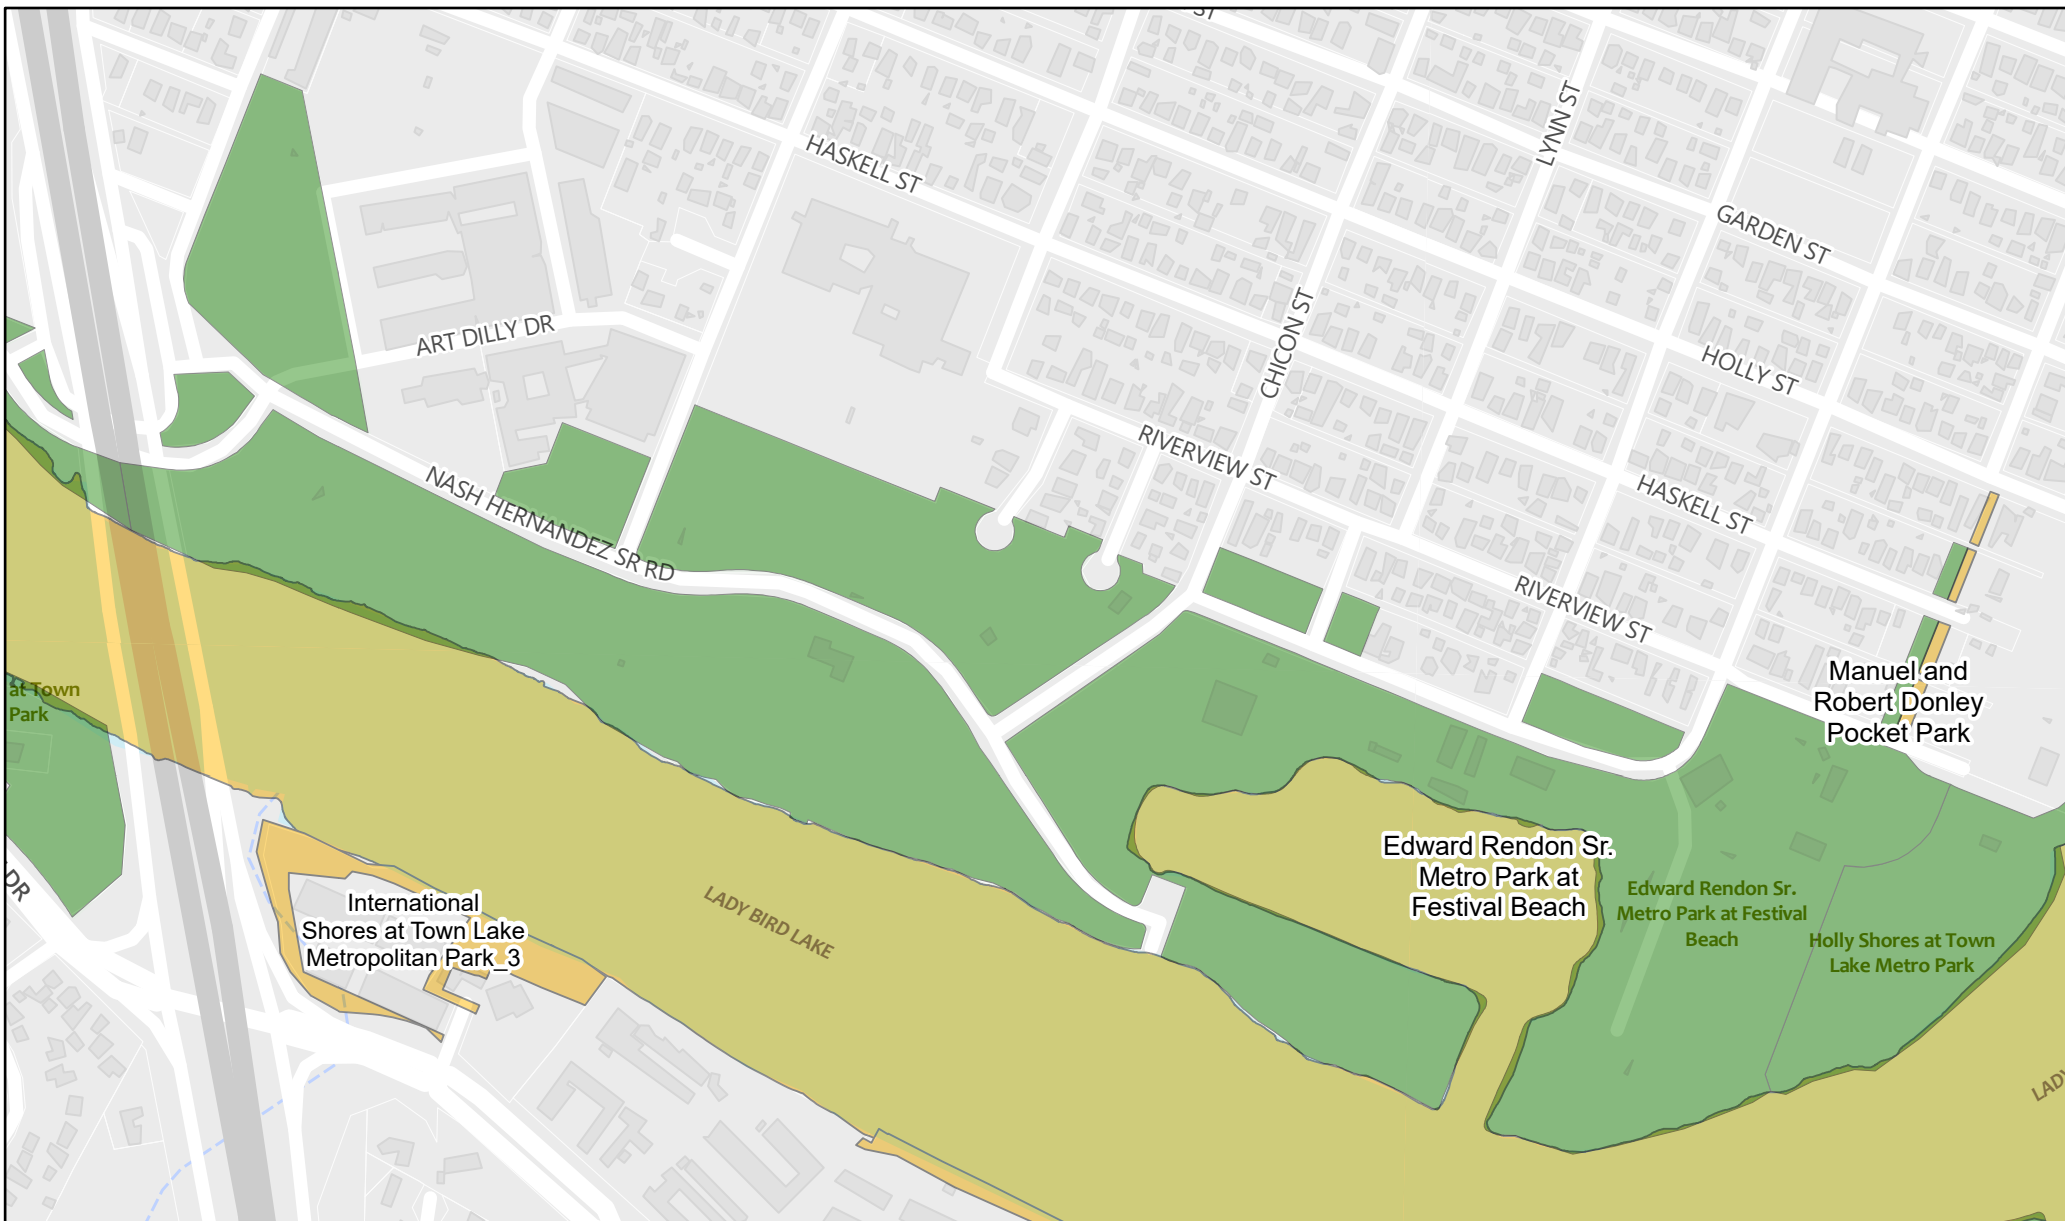 ST
LYNN ST
HASKELL ST
GARDEN ST
CHICON ST
ART DILLY DR
HOLLY ST
RIVERVIEW ST
NASH HERNANDEZ SR RD
HASKELL ST
RIVERVIEW ST
at Town
Park
Manuel and
Robert Donley
Pocket Park
Edward Rendon Sr.
Metro Park at
Festival Beach
DR
International
Shores at Town Lake
Metropolitan Park_3
LADY BIRD LAKE
Edward Rendon Sr.
Metro Park at Festival
Beach
Holly Shores at Town
Lake Metro Park
LADY